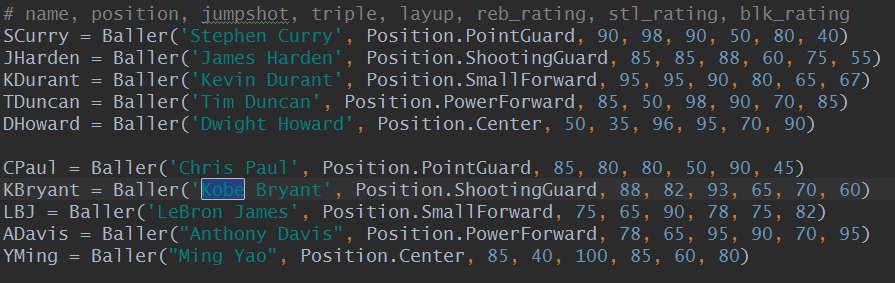 # name, position, jumpshot, triple, layup, reb_rating, stl_rating, blk_rating
SCurry = Baller('Stephen Curry', Position.PointGuard, 90, 98, 90, 50, 80, 40)
JHarden = Baller('James Harden', Position.ShootingGuard, 85, 85, 88, 60, 75, 55)
KDurant = Baller('Kevin Durant', Position.SmallForward, 95, 95, 90, 80, 65, 67)
TDuncan = Baller('Tim Duncan', Position.PowerForward, 85, 50, 98, 90, 70, 85)
DHoward = Baller('Dwight Howard', Position.Center, 50, 35, 96, 95, 70, 90)
CPaul = Baller('Chris Paul', Position.PointGuard, 85, 80, 80, 50, 90, 45)
KBryant = Baller('Kobe Bryant', Position.ShootingGuard, 88, 82, 93, 65, 70, 60)
LBJ = Baller('LeBron James', Position.SmallForward, 75, 65, 90, 78, 75, 82)
ADavis = Baller("Anthony Davis", Position.PowerForward, 78, 65, 95, 90, 70, 95)
YMing = Baller("Ming Yao", Position.Center, 85, 40, 100, 85, 60, 80)